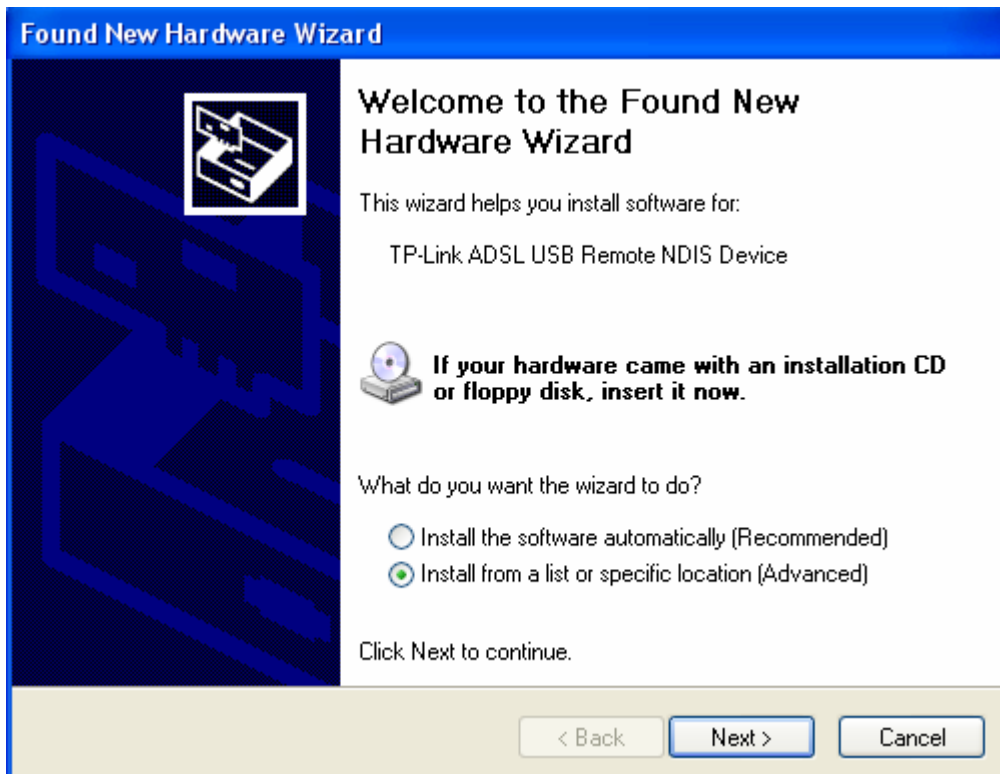 Found New Hardware Wizard
Welcome to the Found New
Hardware Wizard
This wizard helps you install software for:
TP-Link ADSL USB Remote NDIS Device
If your hardware came with an installation CD
or floppy disk, insert it now.
What do you want the wizard to do?
Install the software automatically (Recommended)
Install from a list or specific location (Advanced)
Click Next to continue.
< Back
Next >
Cancel